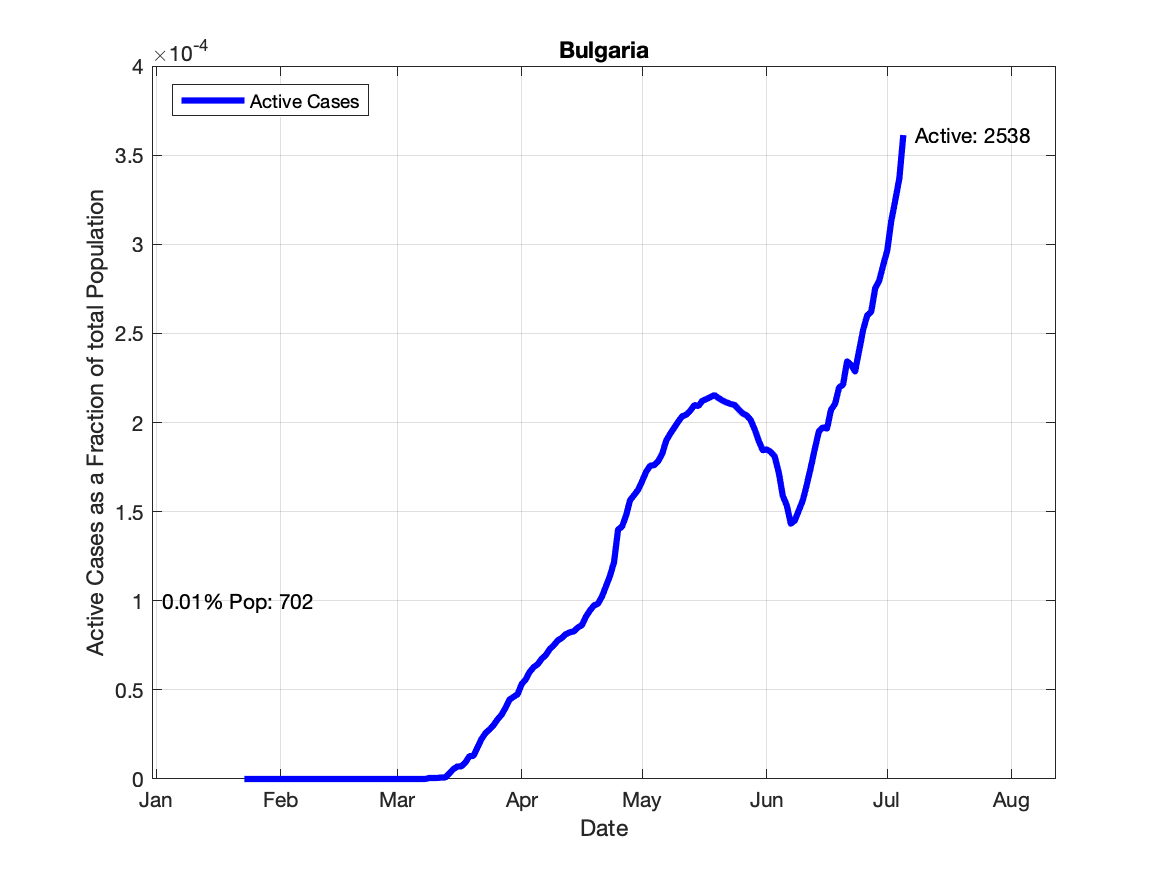 Bulgaria
×10-4
4
3.5
3
2.5
2
1.5
1
0.5
0
Active Cases as a Fraction of total Population
Active Cases
Active: 2538
0.01% Pop: 702
Jan Feb Mar Apr May Jun Jul Aug
Date